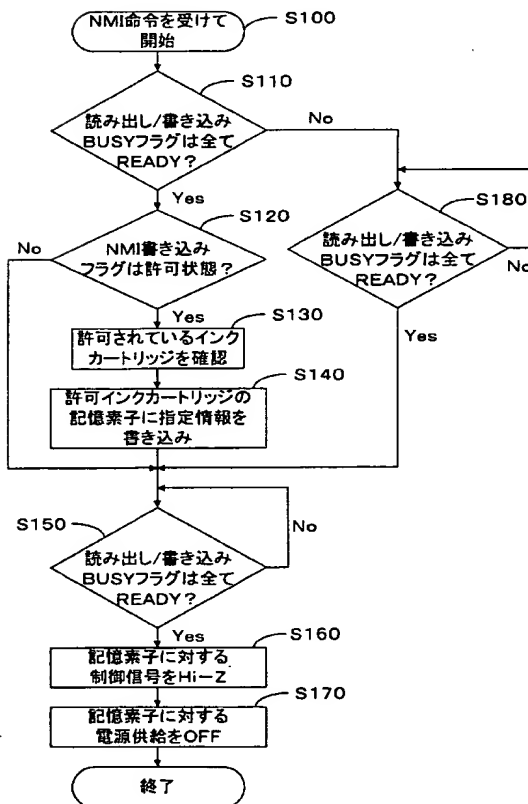 NMI命令を受けて
開始
S100
S110
読み出し/書き込み
BUSYフラグは全て
READY？
No
Yes
S120
NMI書き込み
フラグは許可状態？
No
Yes
S180
読み出し/書き込み
BUSYフラグは全て
READY？
No
Yes
S130
許可されているインク
カートリッジを確認
S140
許可インクカートリッジの
記憶素子に指定情報を
書き込み
S150
読み出し/書き込み
BUSYフラグは全て
READY？
No
Yes
S160
記憶素子に対する
制御信号をHi－Z
S170
記憶素子に対する
電源供給をOFF
終了